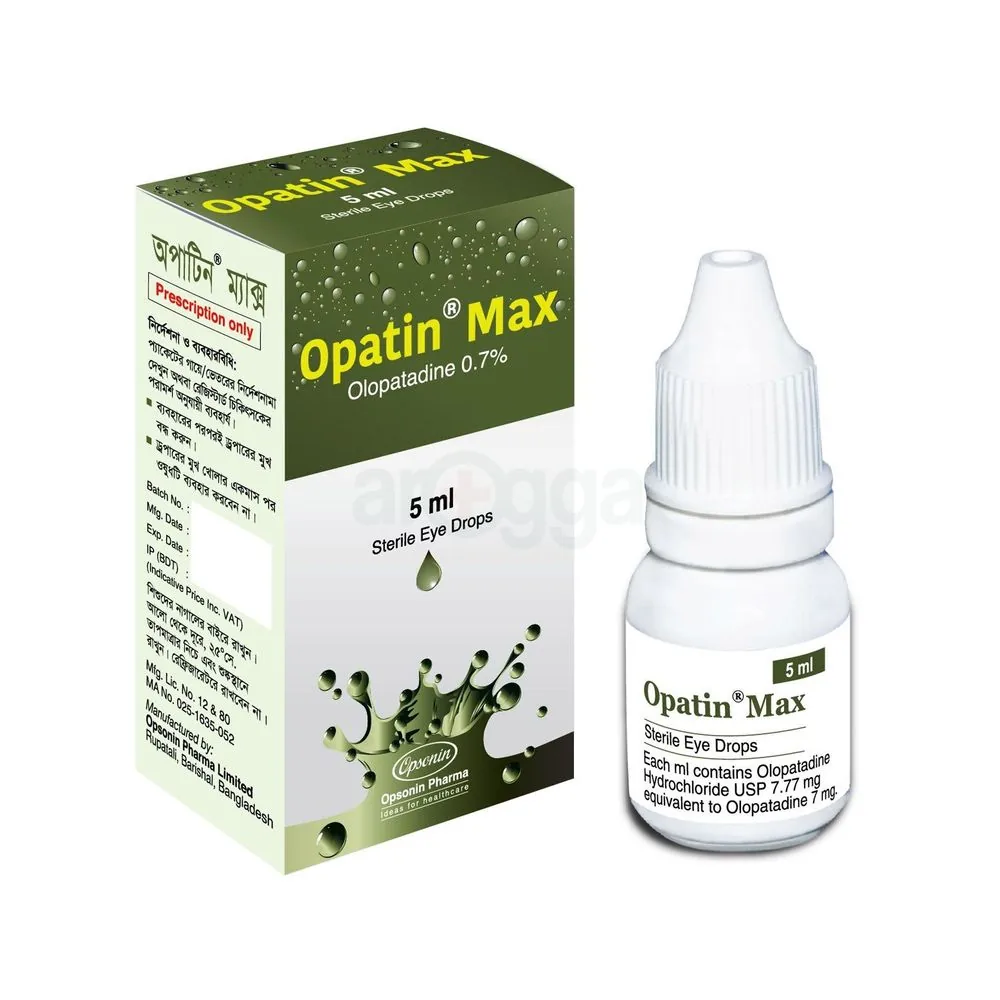 Opatin® Max
5 ml
Sterile Eye Drops
অপাটিন® ম্যাক্স
Prescription only
নির্দেশনা ও ব্যবহারবিধি:
প্যাকেটের গায়ে/ভেতরের নির্দেশনামা
দেখুন অথবা রেজিস্টার্ড চিকিৎসকের
পরামর্শ অনুযায়ী ব্যবহার্য।
▪ ব্যবহারের পরপরই ড্রপারের মুখ
বন্ধ করুন।
▪ ড্রপারের মুখ খোলার একমাস পর
ওষুধটি ব্যবহার করবেন না।
Batch No. :
Mfg. Date :
Exp. Date :
IP (BDT) :
(Indicative Price Inc. VAT)
শিশুদের নাগালের বাইরে রাখুন।
আলো থেকে দূরে, ২৫° সে.
তাপমাত্রার নিচে এবং শুষ্কস্থানে
রাখুন। রেফ্রিজারেটরে রাখবেন না।
Mfg. Lic. No. 12 & 80
MA No. 025-1635-052
Manufactured by:
Opsonin Pharma Limited
Rupatali, Barishal, Bangladesh
Opatin® Max
Olopatadine 0.7%
5 ml
Sterile Eye Drops
Opsonin
Opsonin Pharma
ideas for healthcare
arogga
5 ml
Opatin® Max
Sterile Eye Drops
Each ml contains Olopatadine
Hydrochloride USP 7.77 mg
equivalent to Olopatadine 7 mg.